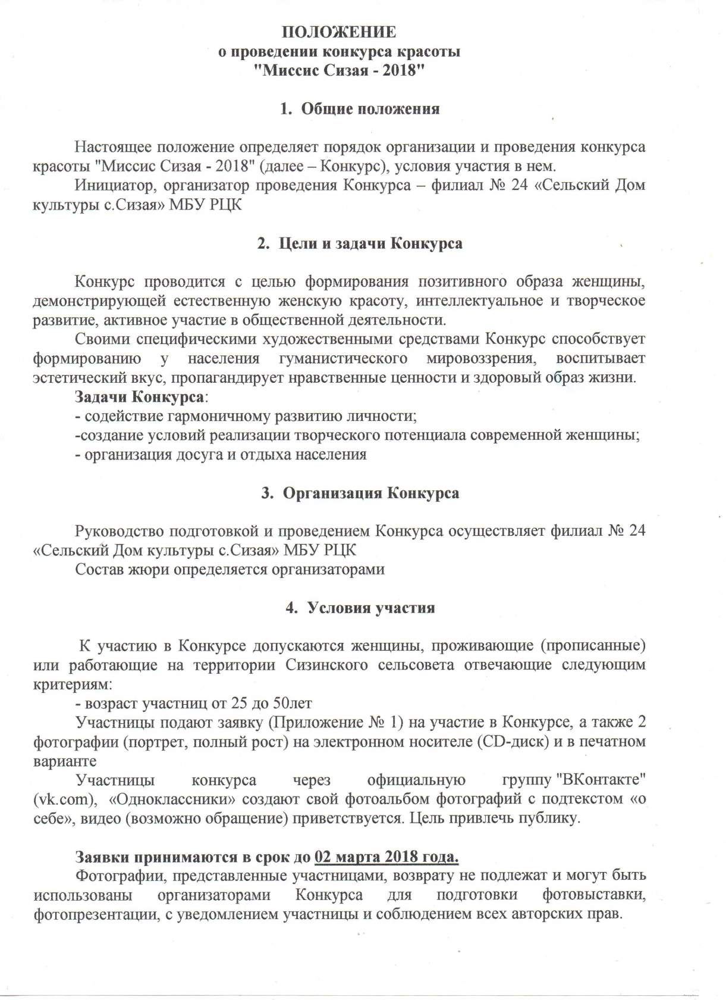 ПОЛОЖЕНИЕ
о проведении конкурса красоты
"Миссис Сизая - 2018"
1. Общие положения
Настоящее положение определяет порядок организации и проведения конкурса
красоты "Миссис Сизая - 2018" (далее – Конкурс), условия участия в нем.
Инициатор, организатор проведения Конкурса – филиал № 24 «Сельский Дом
культуры с.Сизая» МБУ РЦК
2. Цели и задачи Конкурса
Конкурс проводится с целью формирования позитивного образа женщины,
демонстрирующей естественную женскую красоту, интеллектуальное и творческое
развитие, активное участие в общественной деятельности.
Своими специфическими художественными средствами Конкурс способствует
формированию у населения гуманистического мировоззрения, воспитывает
эстетический вкус, пропагандирует нравственные ценности и здоровый образ жизни.
Задачи Конкурса:
- содействие гармоничному развитию личности;
-создание условий реализации творческого потенциала современной женщины;
- организация досуга и отдыха населения
3. Организация Конкурса
Руководство подготовкой и проведением Конкурса осуществляет филиал № 24
«Сельский Дом культуры с.Сизая» МБУ РЦК
Состав жюри определяется организаторами
4. Условия участия
К участию в Конкурсе допускаются женщины, проживающие (прописанные)
или работающие на территории Сизинского сельсовета отвечающие следующим
критериям:
- возраст участниц от 25 до 50лет
Участницы подают заявку (Приложение № 1) на участие в Конкурсе, а также 2
фотографии (портрет, полный рост) на электронном носителе (CD-диск) и в печатном
варианте
Участницы конкурса через официальную группу "ВКонтакте"
(vk.com), «Одноклассники» создают свой фотоальбом фотографий с подтекстом «о
себе», видео (возможно обращение) приветствуется. Цель привлечь публику.
Заявки принимаются в срок до 02 марта 2018 года.
Фотографии, представленные участницами, возврату не подлежат и могут быть
использованы организаторами Конкурса для подготовки фотовыставки,
фотопрезентации, с уведомлением участницы и соблюдением всех авторских прав.